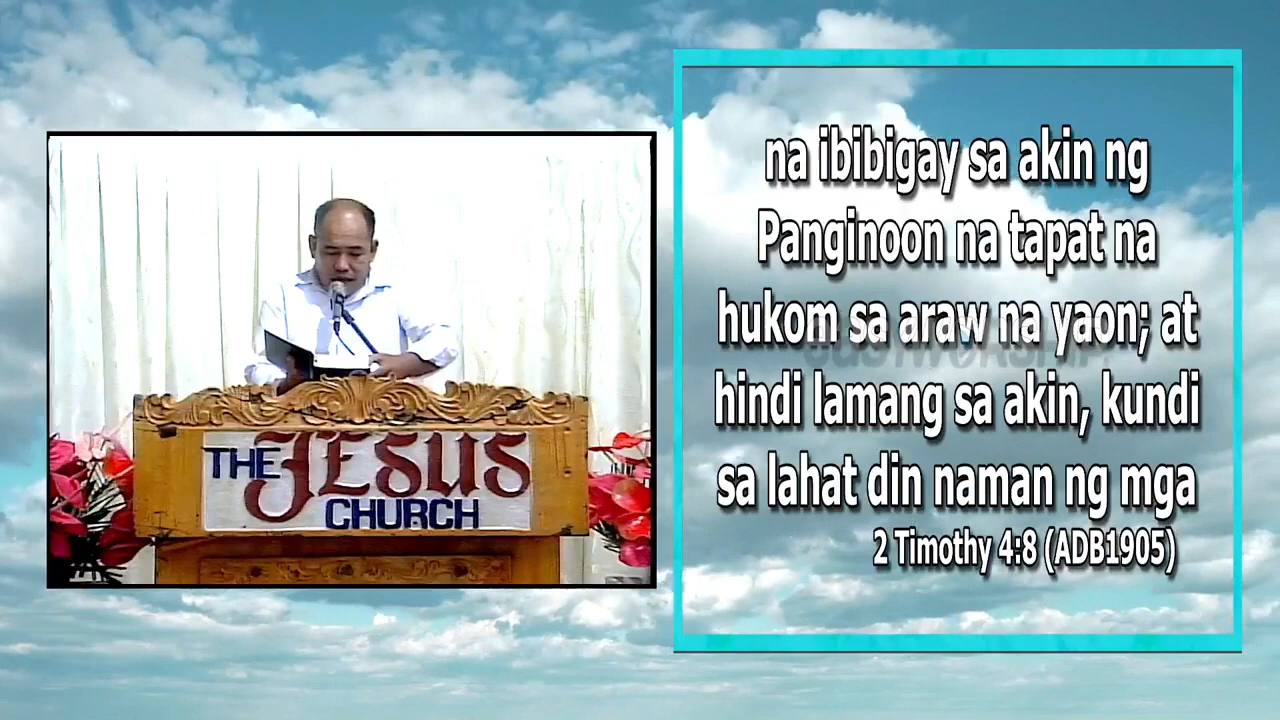 THE JESUS
CHURCH
na ibibigay sa akin ng
Panginoon na tapat na
hukom sa araw na yaon; at
hindi lamang sa akin, kundi
sa lahat din naman ng mga
2 Timothy 4:8 (ADB1905)